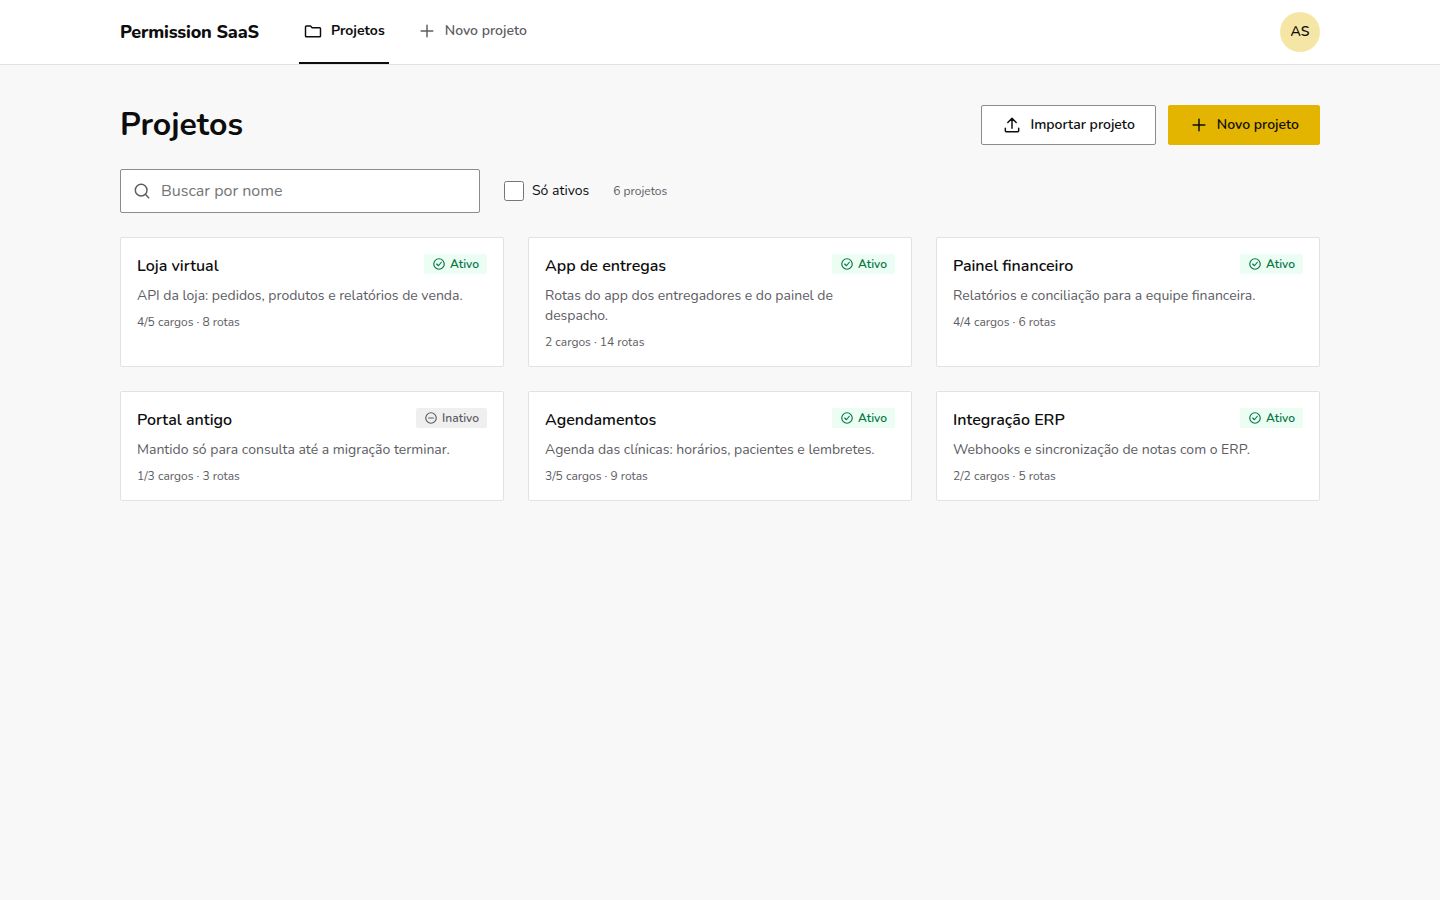 Permission SaaS
Projetos
Novo projeto
AS
Projetos
Importar projeto
Novo projeto
Buscar por nome
Só ativos
6 projetos
Loja virtual
Ativo
API da loja: pedidos, produtos e relatórios de venda.
4/5 cargos · 8 rotas
App de entregas
Ativo
Rotas do app dos entregadores e do painel de
despacho.
2 cargos · 14 rotas
Painel financeiro
Ativo
Relatórios e conciliação para a equipe financeira.
4/4 cargos · 6 rotas
Portal antigo
Inativo
Mantido só para consulta até a migração terminar.
1/3 cargos · 3 rotas
Agendamentos
Ativo
Agenda das clínicas: horários, pacientes e lembretes.
3/5 cargos · 9 rotas
Integração ERP
Ativo
Webhooks e sincronização de notas com o ERP.
2/2 cargos · 5 rotas